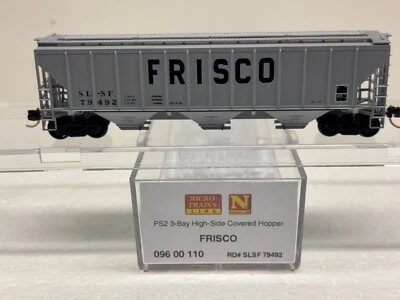 FRISCO
SL-SF
79492
MICRO-
TRAINS
LINE
N
PS2 3-Bay High-Side Covered Hopper
FRISCO
096 00 110 RD# SLSF 79492